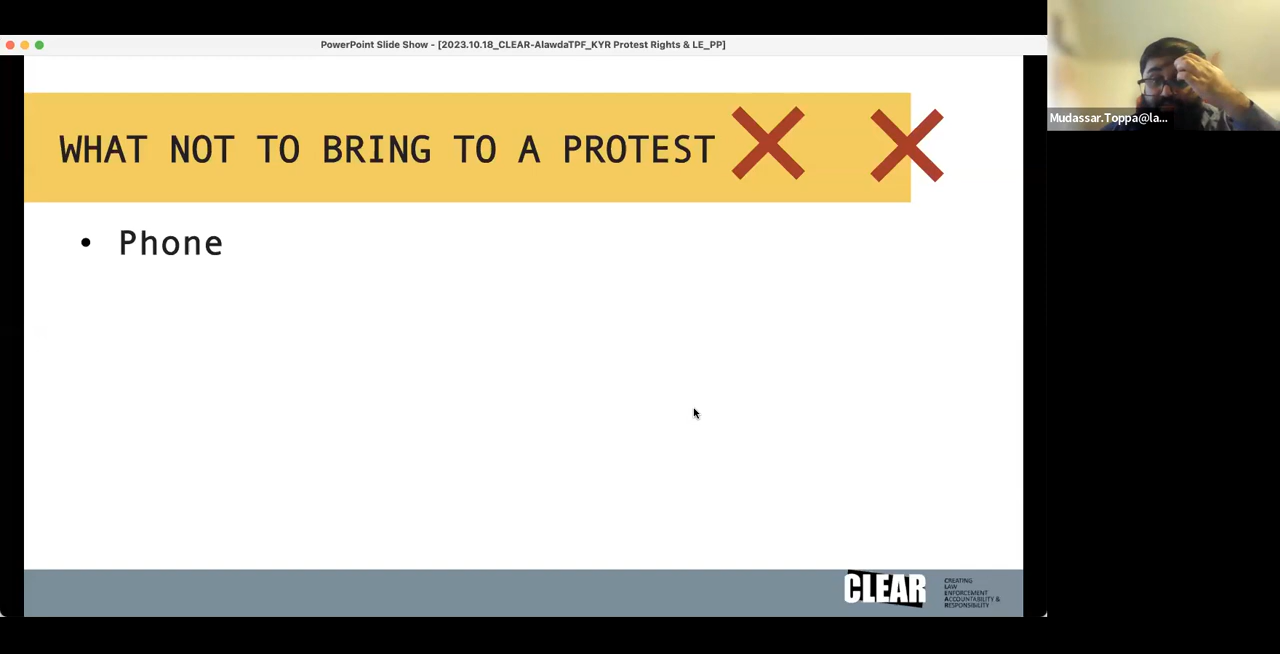 PowerPoint Slide Show - [2023.10.18_CLEAR-AlawdaTPF_KYR Protest Rights & LE_PP]
Mudassar.Toppa@la...
WHAT NOT TO BRING TO A PROTEST
• Phone
CLEAR
CREATING
LAW
ENFORCEMENT
ACCOUNTABILITY &
RESPONSIBILITY